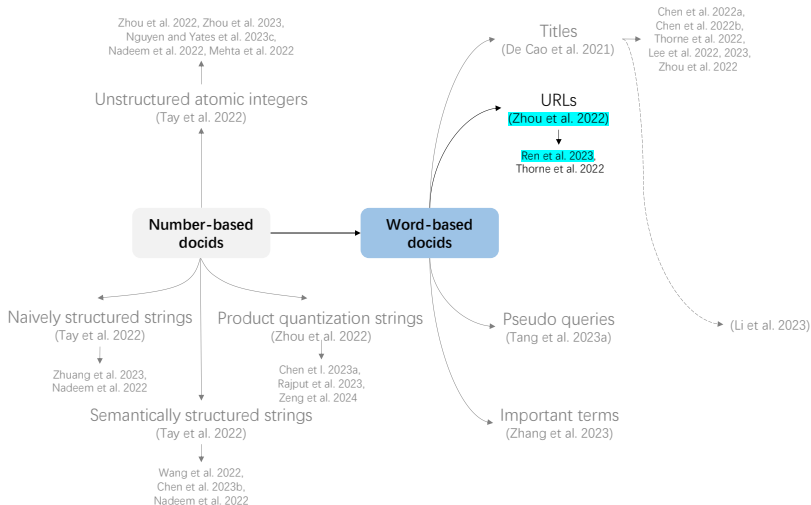 Zhou et al. 2022, Zhou et al. 2023,
Nguyen and Yates et al. 2023c,
Nadeem et al. 2022, Mehta et al. 2022
Unstructured atomic integers
(Tay et al. 2022)
Titles
(De Cao et al. 2021)
Chen et al. 2022a,
Chen et al. 2022b,
Thorne et al. 2022,
Lee et al. 2022, 2023,
Zhou et al. 2022
URLs
(Zhou et al. 2022)
Ren et al. 2023,
Thorne et al. 2022
Number-based
docids
Word-based
docids
Naively structured strings
(Tay et al. 2022)
Zhuang et al. 2023,
Nadeem et al. 2022
Product quantization strings
(Zhou et al. 2022)
Chen l. 2023a,
Rajput et al. 2023,
Zeng et al. 2024
Semantically structured strings
(Tay et al. 2022)
Wang et al. 2022,
Chen et al. 2023b,
Nadeem et al. 2022
Pseudo queries
(Tang et al. 2023a)
(Li et al. 2023)
Important terms
(Zhang et al. 2023)